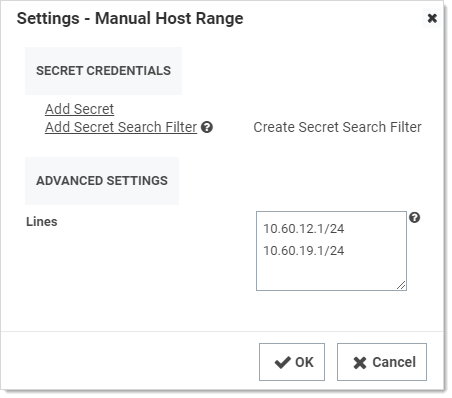 Settings - Manual Host Range
SECRET CREDENTIALS
Add Secret
Add Secret Search Filter Create Secret Search Filter
ADVANCED SETTINGS
Lines
10.60.12.1/24
10.60.19.1/24
OK Cancel